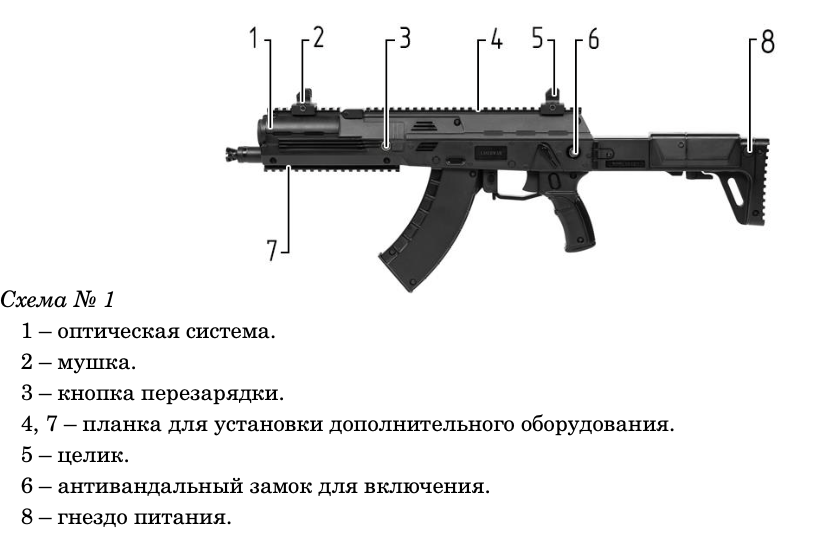 1 2 3 4 5 6 8
7
Схема № 1
1 – оптическая система.
2 – мушка.
3 – кнопка перезарядки.
4, 7 – планка для установки дополнительного оборудования.
5 – целик.
6 – антивандальный замок для включения.
8 – гнездо питания.